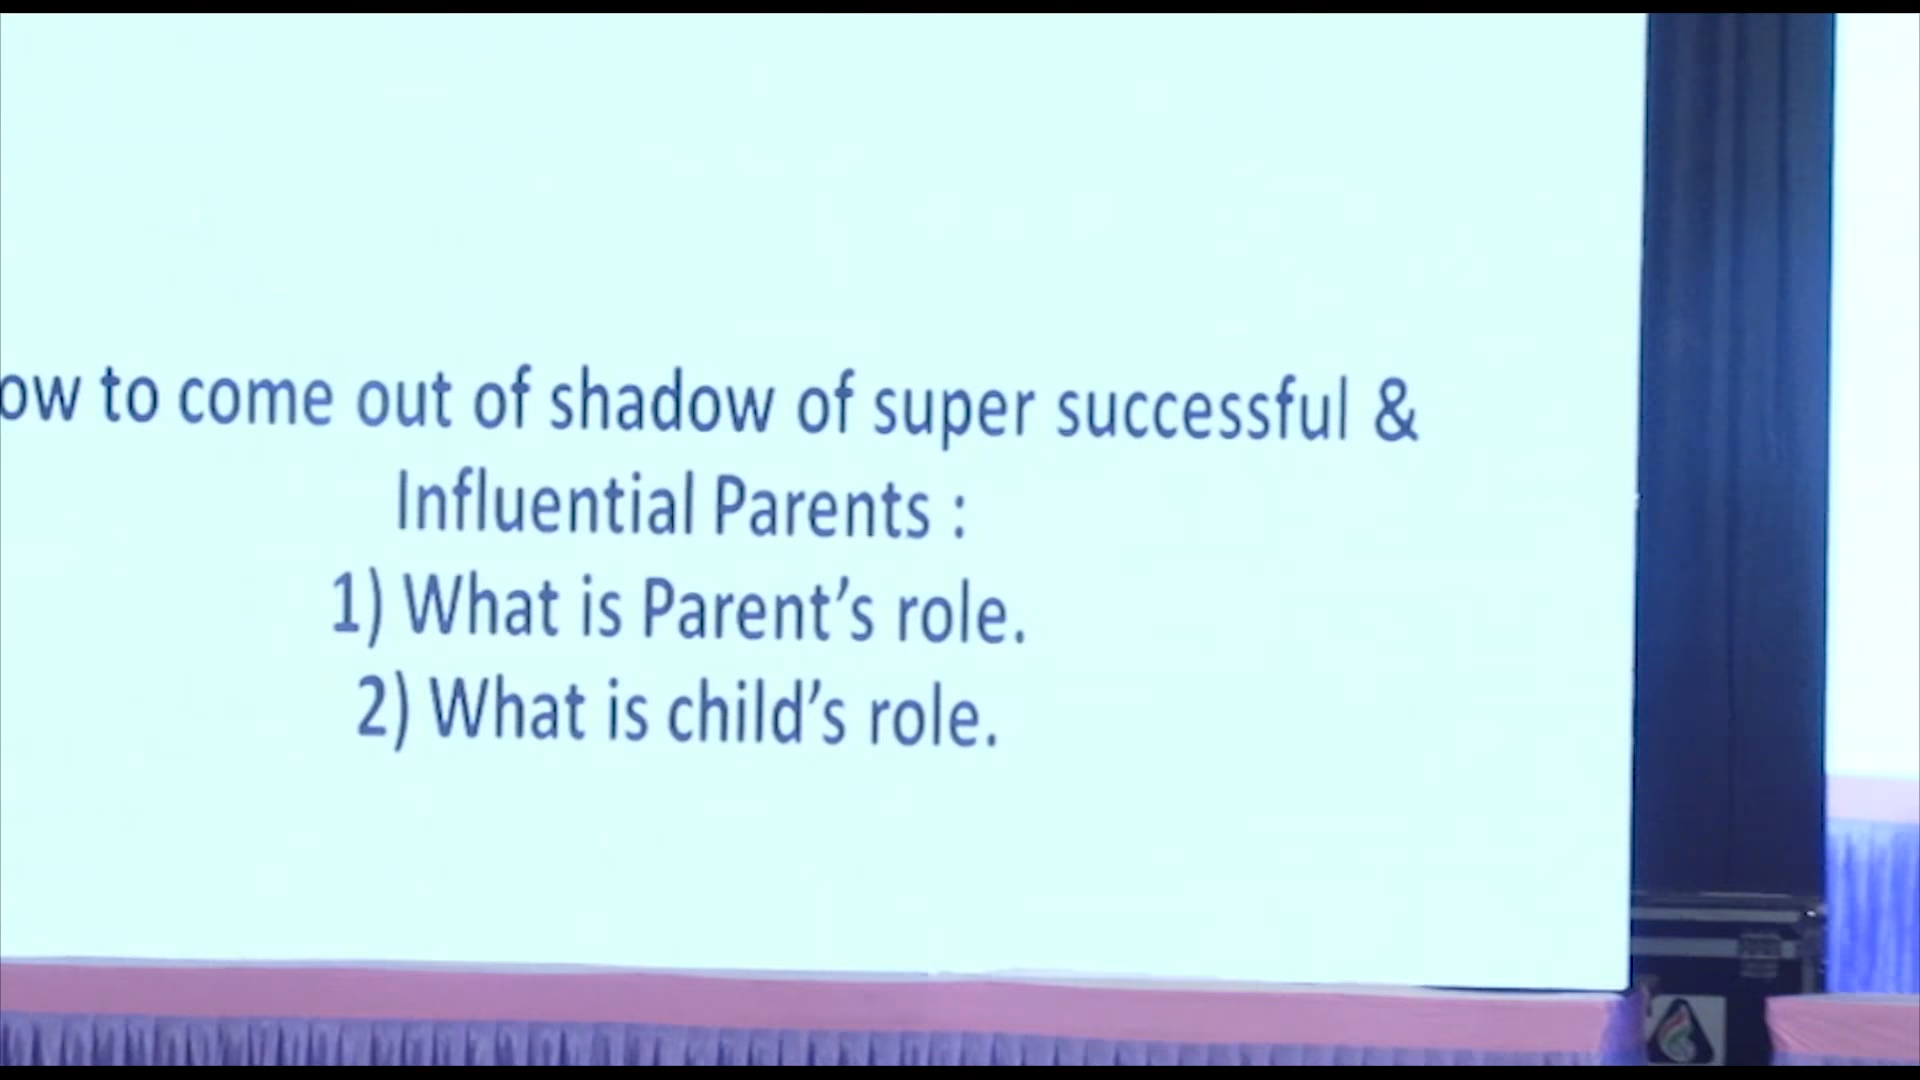 ow to come out of shadow of super successful &
Influential Parents :
1) What is Parent’s role.
2) What is child’s role.